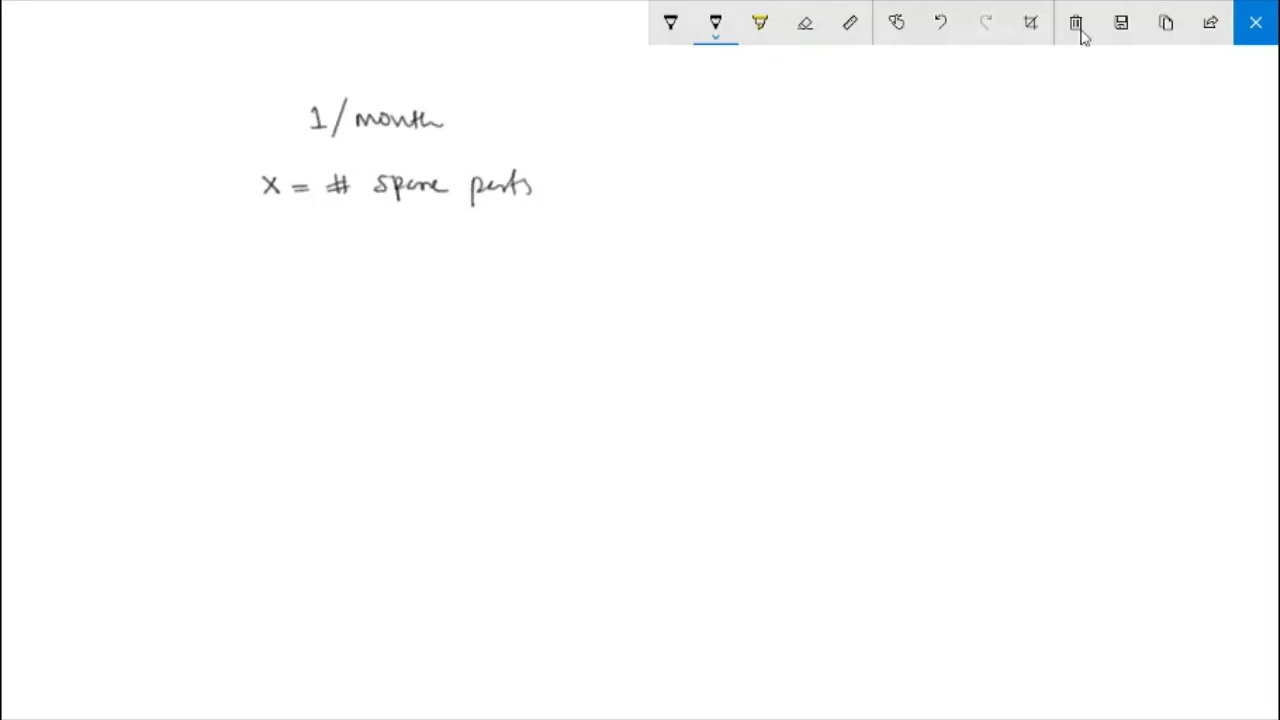 1/month
x = # spare parts